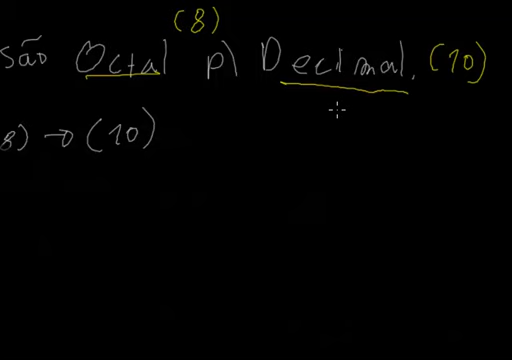 (8)
são Octal p\ Decimal. (10)
8) → (10)